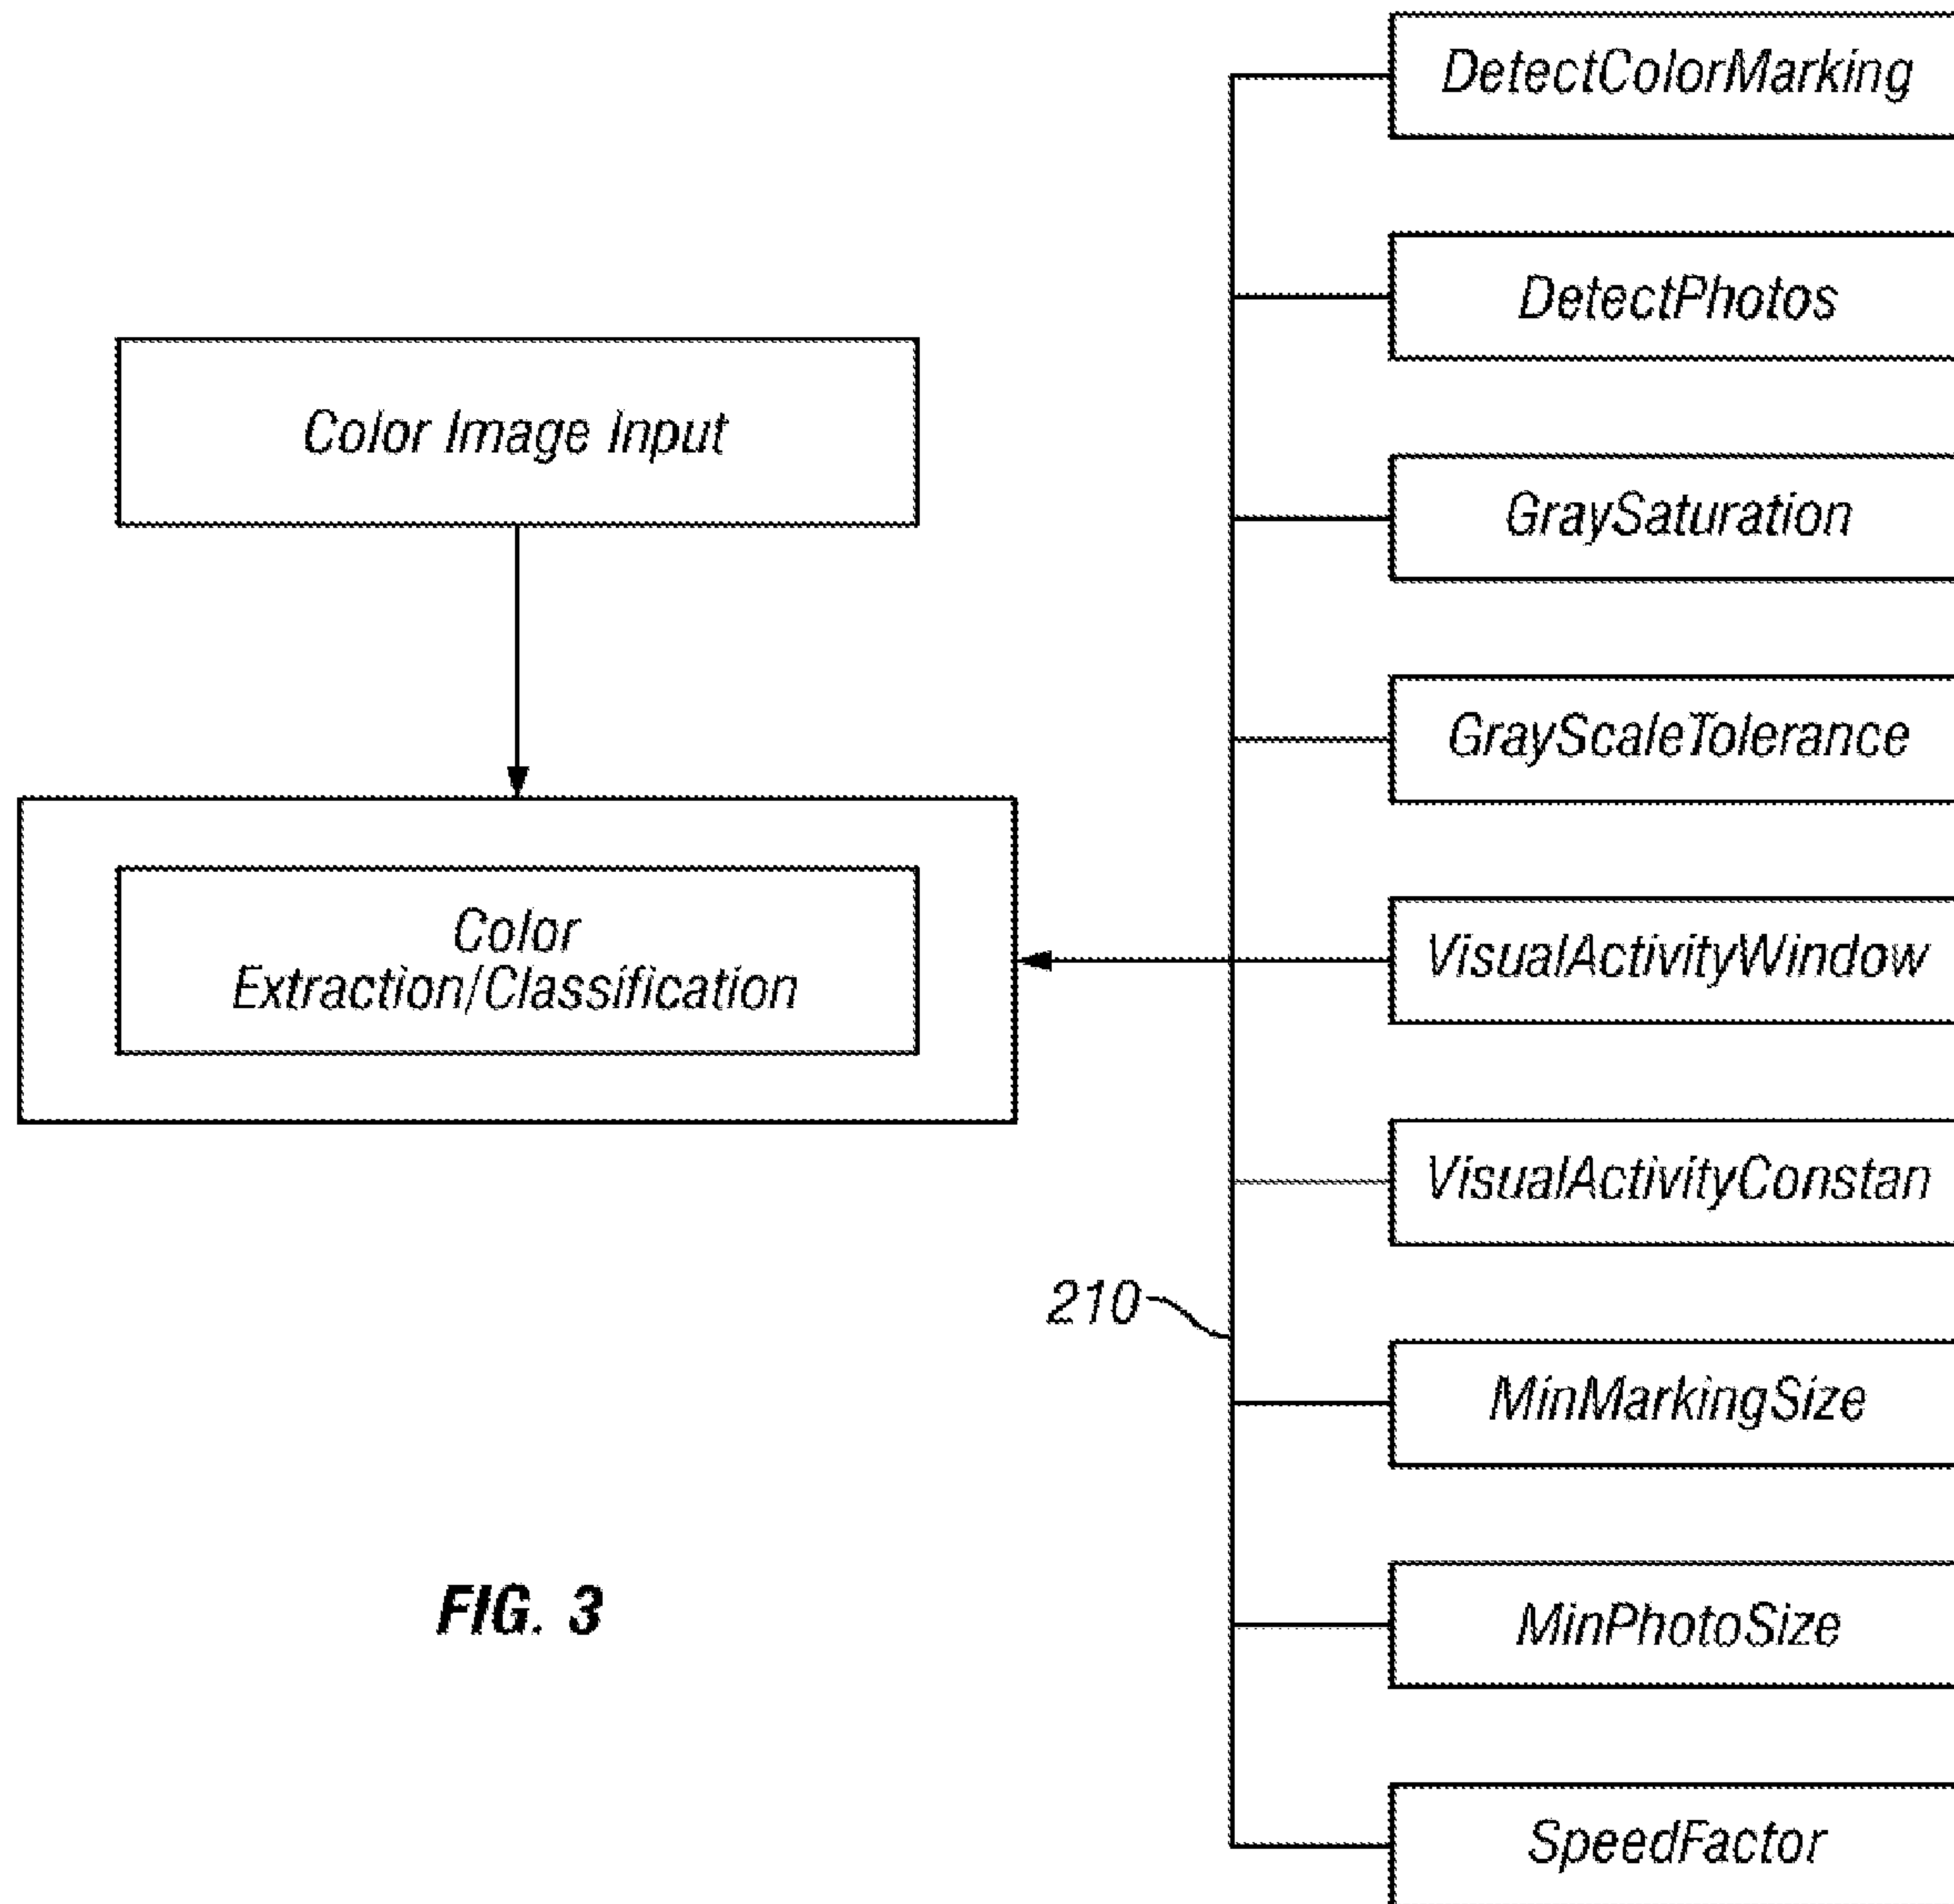 DetectColorMarking
DetectPhotos
Color Image Input
GraySaturation
GrayScaleTolerance
Color
Extraction/Classification
VisualActivityWindow
VisualActivityConstan
210
MinMarkingSize
MinPhotoSize
FIG. 3
SpeedFactor